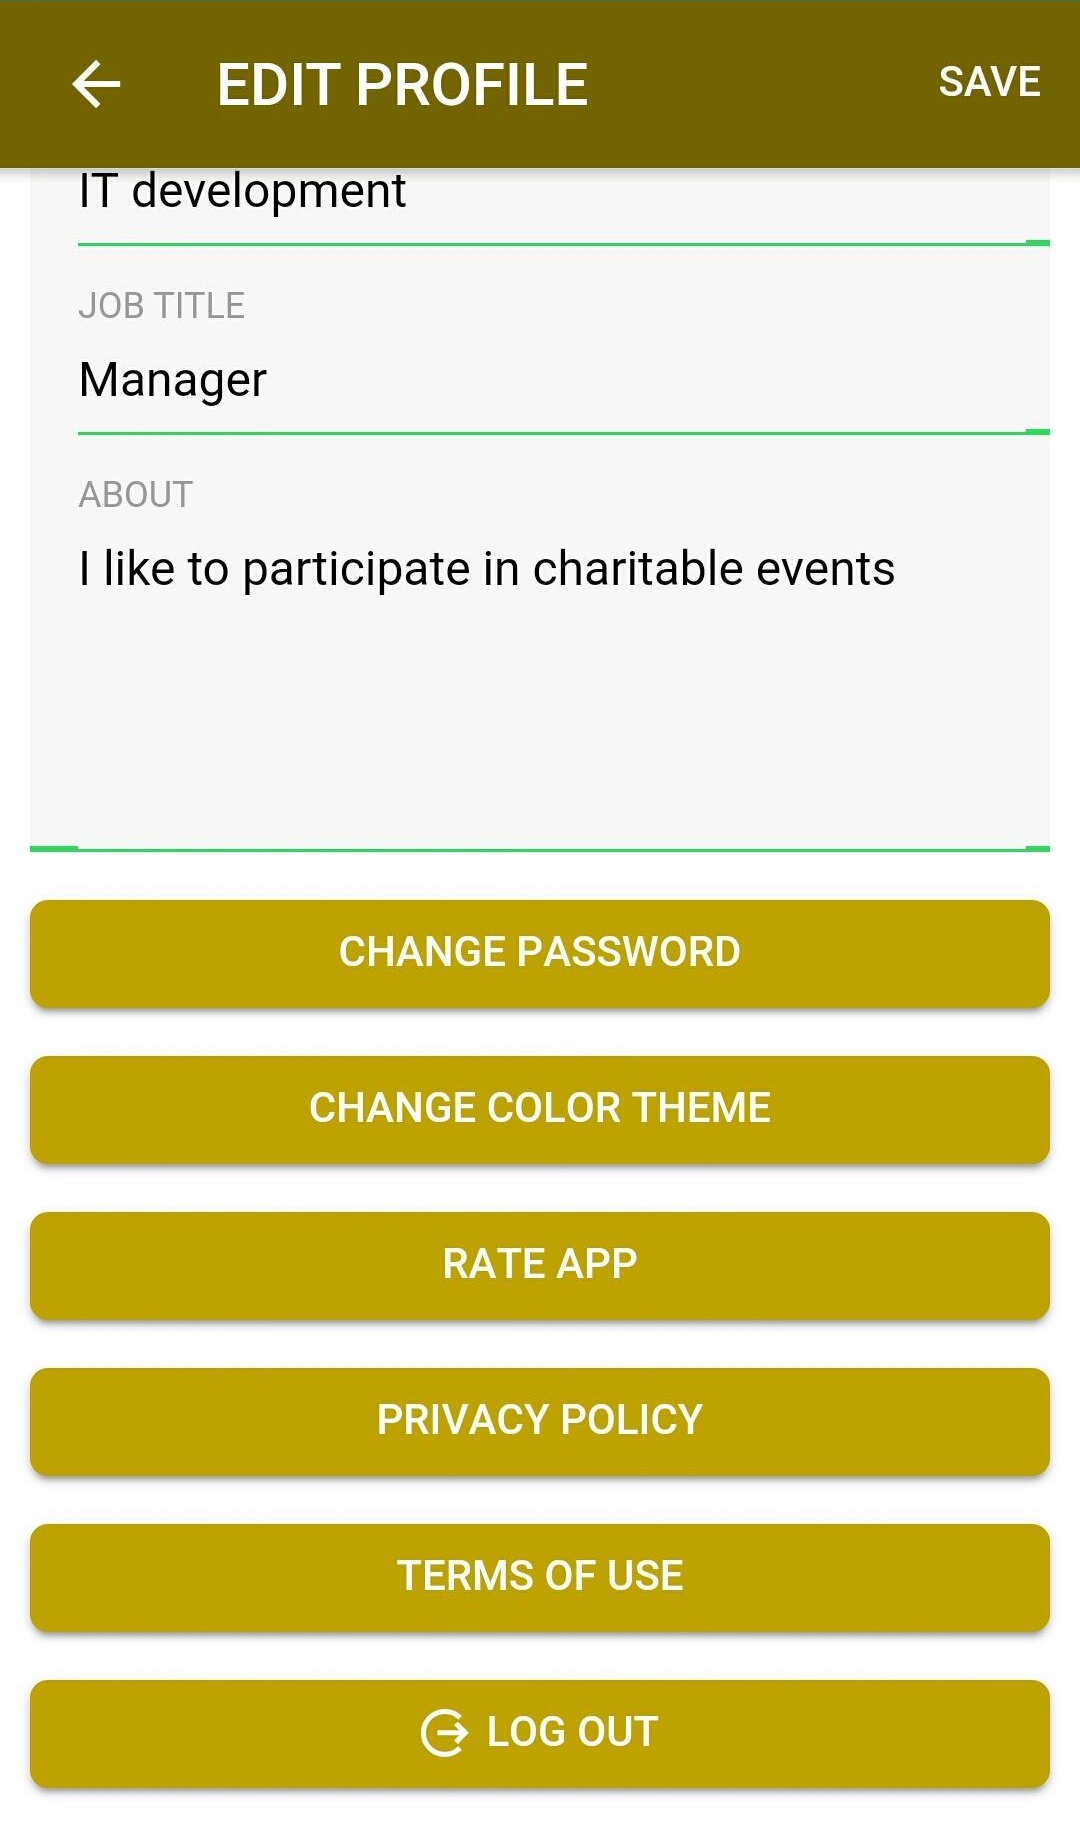 EDIT PROFILE
SAVE
IT development
JOB TITLE
Manager
ABOUT
I like to participate in charitable events
CHANGE PASSWORD
CHANGE COLOR THEME
RATE APP
PRIVACY POLICY
TERMS OF USE
LOG OUT